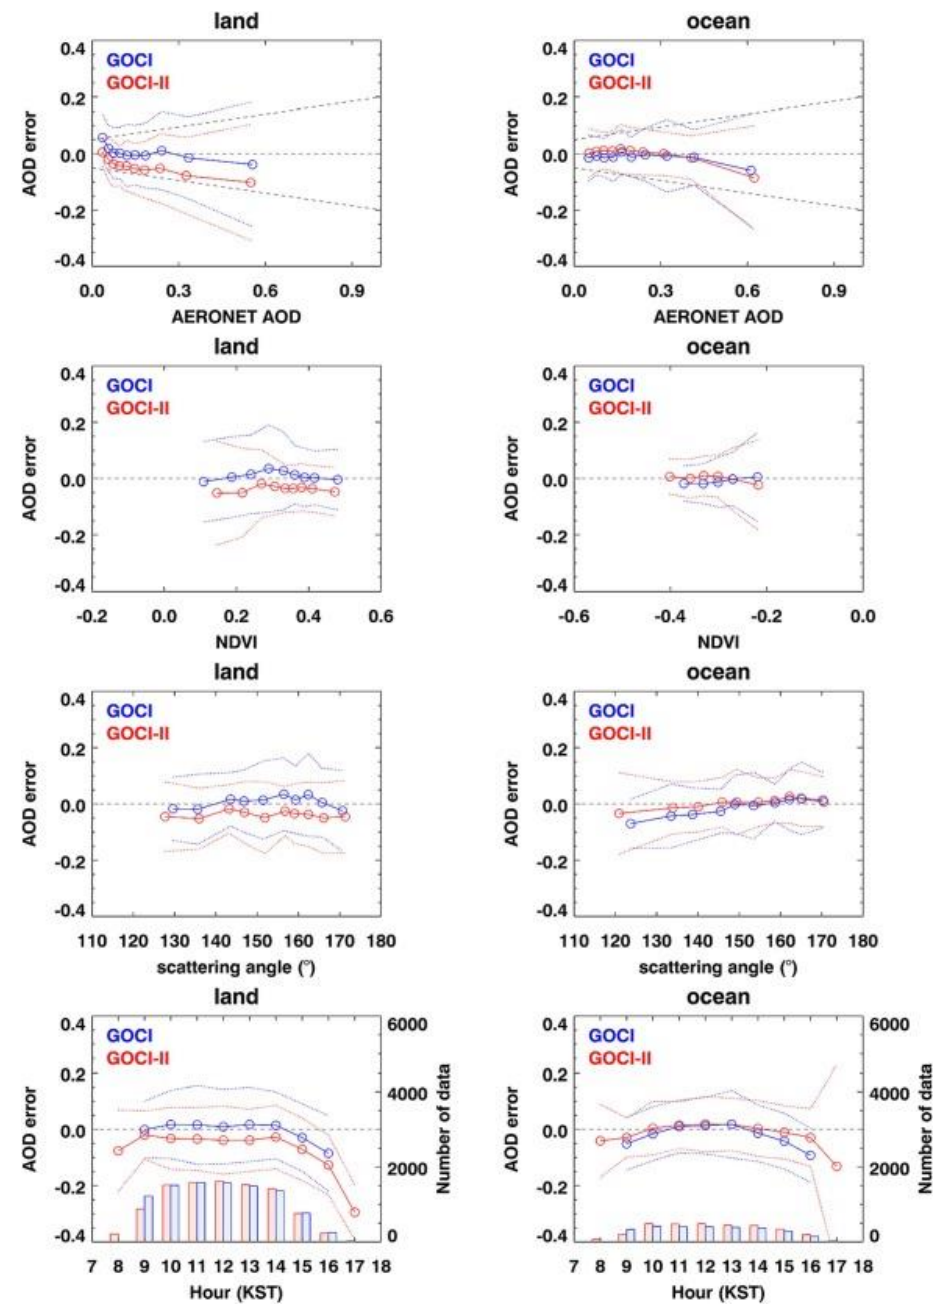 land
ocean
0.4
0.2
0.0
-0.2
-0.4
AOD error
GOCI
GOCI-II
0.0 0.3 0.6 0.9
AERONET AOD
0.4
0.2
0.0
-0.2
-0.4
AOD error
GOCI
GOCI-II
0.0 0.3 0.6 0.9
AERONET AOD
land
ocean
0.4
0.2
0.0
-0.2
-0.4
AOD error
GOCI
GOCI-II
-0.2 0.0 0.2 0.4 0.6
NDVI
0.4
0.2
0.0
-0.2
-0.4
AOD error
GOCI
GOCI-II
-0.6 -0.4 -0.2 0.0
NDVI
land
ocean
0.4
0.2
0.0
-0.2
-0.4
AOD error
GOCI
GOCI-II
110 120 130 140 150 160 170 180
scattering angle (°)
0.4
0.2
0.0
-0.2
-0.4
AOD error
GOCI
GOCI-II
110 120 130 140 150 160 170 180
scattering angle (°)
land
ocean
0.4
0.2
0.0
-0.2
-0.4
AOD error
GOCI
GOCI-II
6000
4000
2000
0
Number of data
7 8 9 10 11 12 13 14 15 16 17 18
Hour (KST)
0.4
0.2
0.0
-0.2
-0.4
AOD error
GOCI
GOCI-II
6000
4000
2000
0
Number of data
7 8 9 10 11 12 13 14 15 16 17 18
Hour (KST)